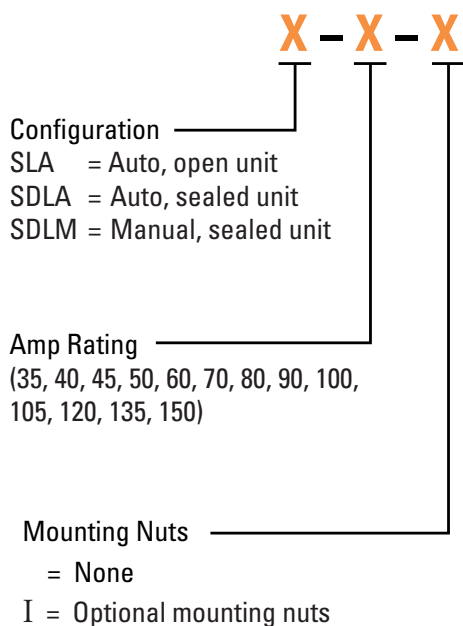 X – X – X
Configuration
SLA = Auto, open unit
SDLA = Auto, sealed unit
SDLM = Manual, sealed unit
Amp Rating
(35, 40, 45, 50, 60, 70, 80, 90, 100,
105, 120, 135, 150)
Mounting Nuts
= None
I = Optional mounting nuts